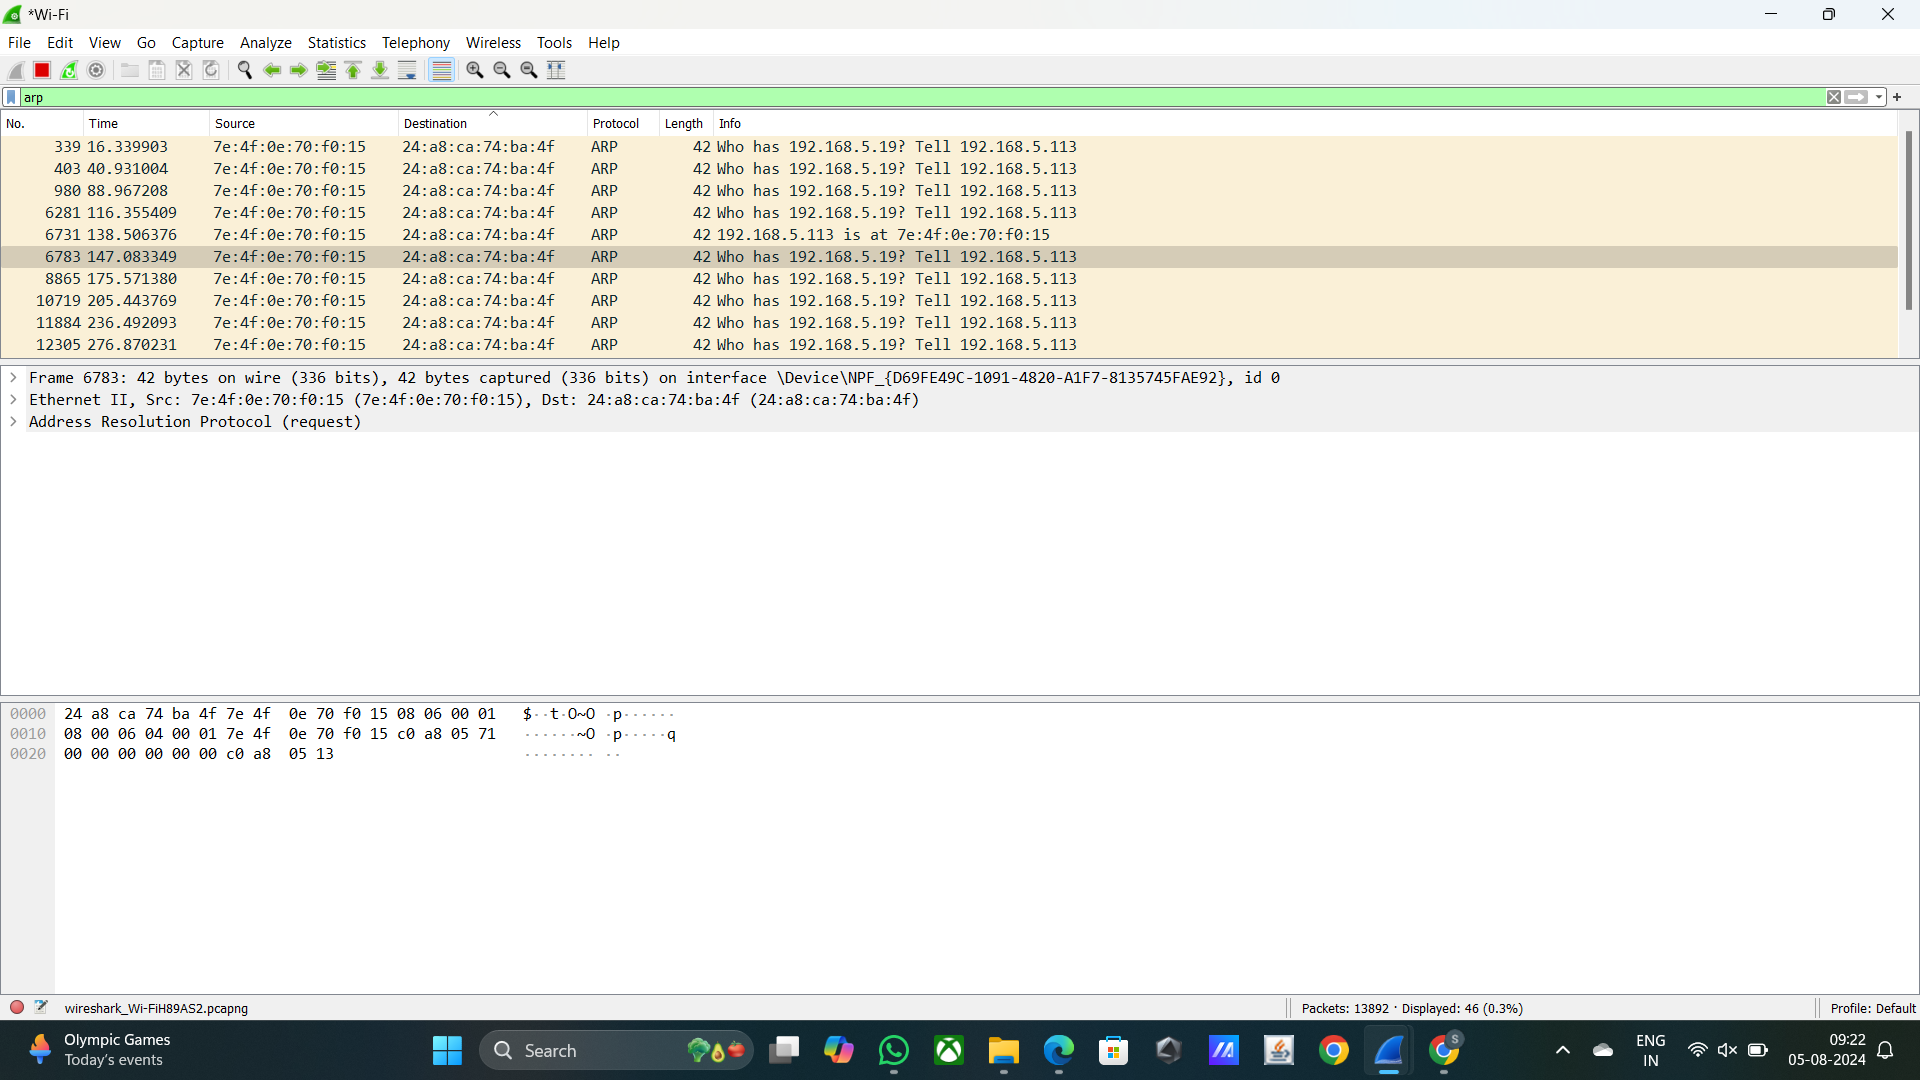 *Wi-Fi
File Edit View Go Capture Analyze Statistics Telephony Wireless Tools Help
arp
No. Time Source Destination Protocol Length Info
339 16.339903 7e:4f:0e:70:f0:15 24:a8:ca:74:ba:4f ARP 42 Who has 192.168.5.19? Tell 192.168.5.113
403 40.931004 7e:4f:0e:70:f0:15 24:a8:ca:74:ba:4f ARP 42 Who has 192.168.5.19? Tell 192.168.5.113
980 88.967208 7e:4f:0e:70:f0:15 24:a8:ca:74:ba:4f ARP 42 Who has 192.168.5.19? Tell 192.168.5.113
6281 116.355409 7e:4f:0e:70:f0:15 24:a8:ca:74:ba:4f ARP 42 Who has 192.168.5.19? Tell 192.168.5.113
6731 138.506376 7e:4f:0e:70:f0:15 24:a8:ca:74:ba:4f ARP 42 192.168.5.113 is at 7e:4f:0e:70:f0:15
6783 147.083349 7e:4f:0e:70:f0:15 24:a8:ca:74:ba:4f ARP 42 Who has 192.168.5.19? Tell 192.168.5.113
8865 175.571380 7e:4f:0e:70:f0:15 24:a8:ca:74:ba:4f ARP 42 Who has 192.168.5.19? Tell 192.168.5.113
10719 205.443769 7e:4f:0e:70:f0:15 24:a8:ca:74:ba:4f ARP 42 Who has 192.168.5.19? Tell 192.168.5.113
11884 236.492093 7e:4f:0e:70:f0:15 24:a8:ca:74:ba:4f ARP 42 Who has 192.168.5.19? Tell 192.168.5.113
12305 276.870231 7e:4f:0e:70:f0:15 24:a8:ca:74:ba:4f ARP 42 Who has 192.168.5.19? Tell 192.168.5.113
Frame 6783: 42 bytes on wire (336 bits), 42 bytes captured (336 bits) on interface \Device\NPF_{D69FE49C-1091-4820-A1F7-8135745FAE92}, id 0
Ethernet II, Src: 7e:4f:0e:70:f0:15 (7e:4f:0e:70:f0:15), Dst: 24:a8:ca:74:ba:4f (24:a8:ca:74:ba:4f)
Address Resolution Protocol (request)
0000 24 a8 ca 74 ba 4f 7e 4f 0e 70 f0 15 08 06 00 01 $··t·O~O ·p······
0010 08 00 06 04 00 01 7e 4f 0e 70 f0 15 c0 a8 05 71 ······~O ·p·····q
0020 00 00 00 00 00 00 c0 a8 05 13 ········ ··
wireshark_Wi-FiH89AS2.pcapng Packets: 13892 · Displayed: 46 (0.3%) Profile: Default
Olympic Games
Today's events
Search
S
ENG
IN
09:22
05-08-2024